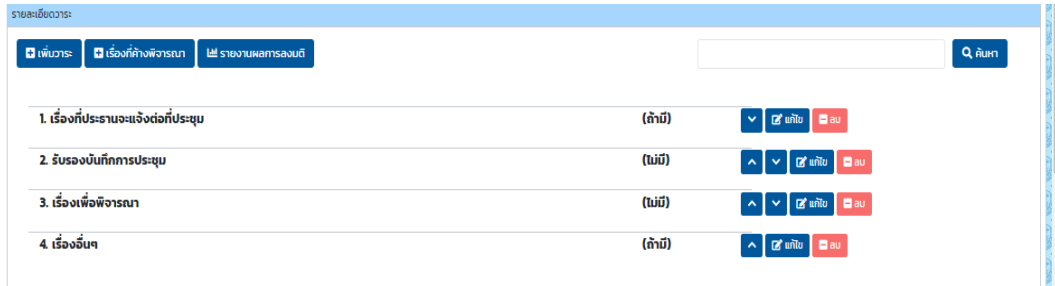 รายละเอียดวาระ
เพิ่มวาระ เรื่องที่ค้างพิจารณา รายงานผลการลงมติ ค้นหา
1. เรื่องที่ประธานจะแจ้งต่อที่ประชุม (ถ้ามี) แก้ไข ลบ
2. รับรองบันทึกการประชุม (ไม่มี) แก้ไข ลบ
3. เรื่องเพื่อพิจารณา (ไม่มี) แก้ไข ลบ
4. เรื่องอื่นๆ (ถ้ามี) แก้ไข ลบ